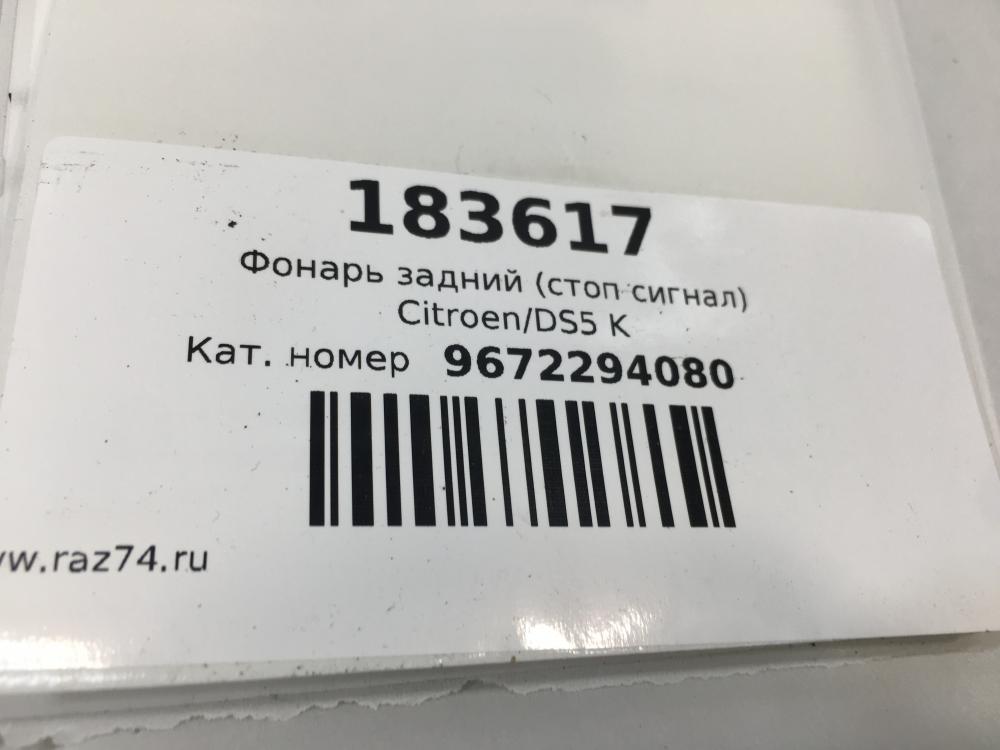 183617
Фонарь задний (стоп сигнал)
Citroen/DS5 K
Кат. номер 9672294080
w.raz74.ru